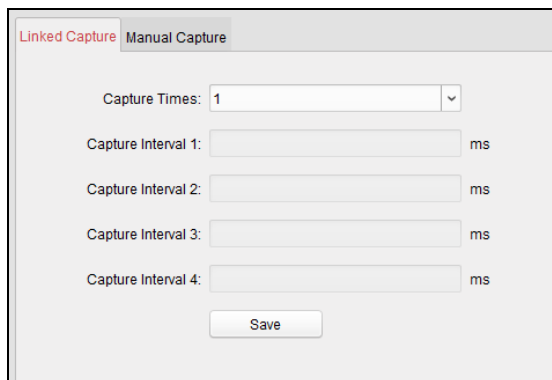 Linked Capture Manual Capture
Capture Times: 1
Capture Interval 1: ms
Capture Interval 2: ms
Capture Interval 3: ms
Capture Interval 4: ms
Save